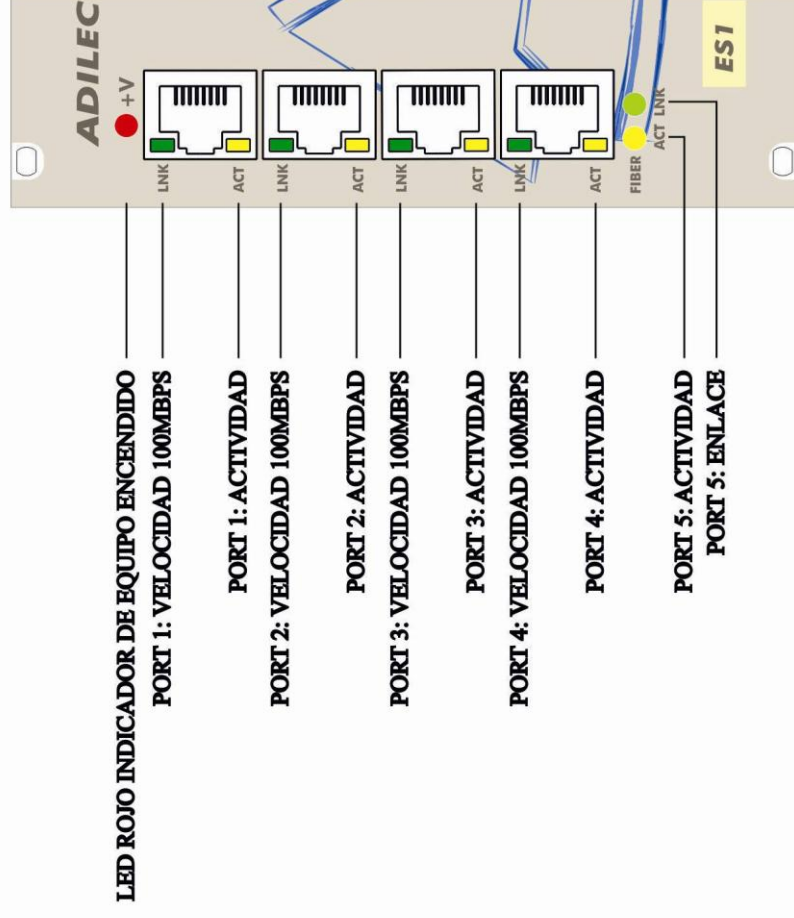 ADILEC
+V
LNK
ACT
LNK
ACT
LNK
ACT
LNK
ACT
FIBER
ACT LNK
ES1
LED ROJO INDICADOR DE EQUIPO ENCENDIDO
PORT 1: VELOCIDAD 100MBPS
PORT 1: ACTIVIDAD
PORT 2: VELOCIDAD 100MBPS
PORT 2: ACTIVIDAD
PORT 3: VELOCIDAD 100MBPS
PORT 3: ACTIVIDAD
PORT 4: VELOCIDAD 100MBPS
PORT 4: ACTIVIDAD
PORT 5: ACTIVIDAD
PORT 5: ENLACE